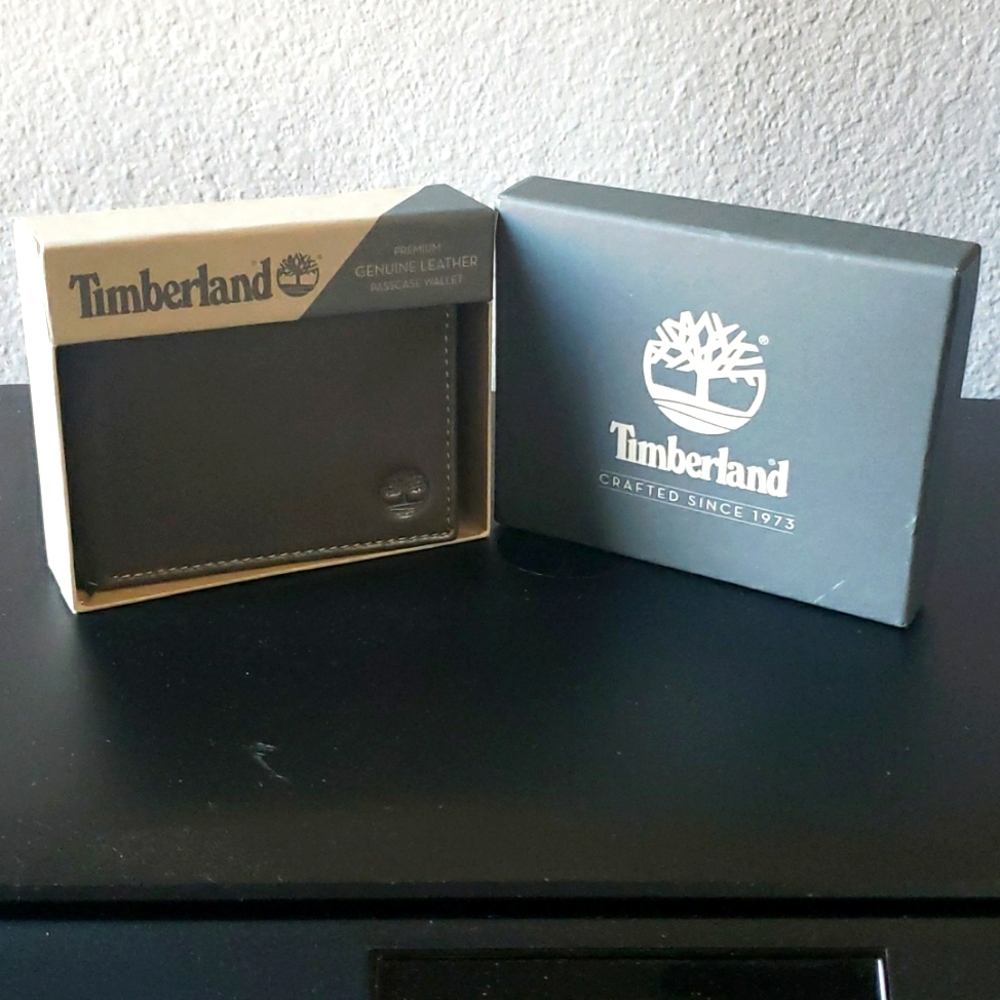 Timberland®
PREMIUM
GENUINE LEATHER
PASSCASE WALLET
®
Timberland®
CRAFTED SINCE 1973